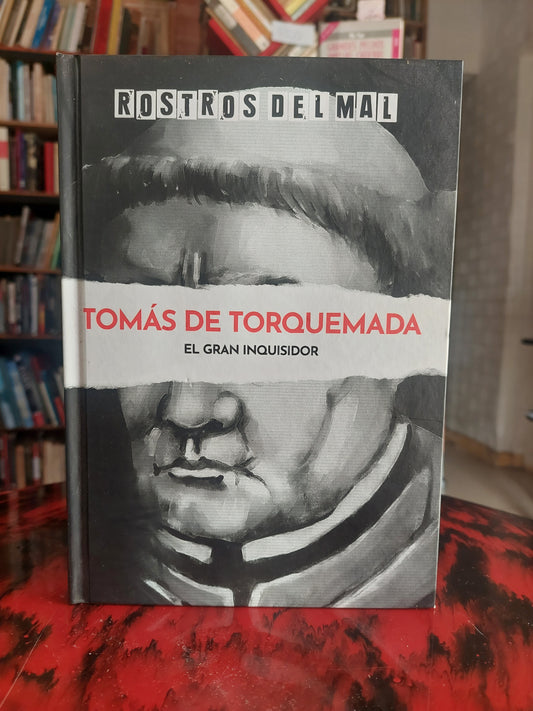 ROSTROS DEL MAL
TOMÁS DE TORQUEMADA
EL GRAN INQUISIDOR